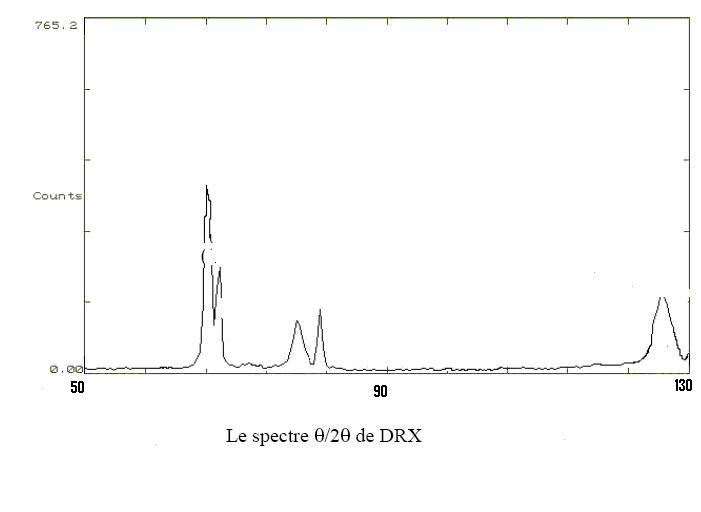 765.2
Counts
0.00
50
90
130
Le spectre θ/2θ de DRX